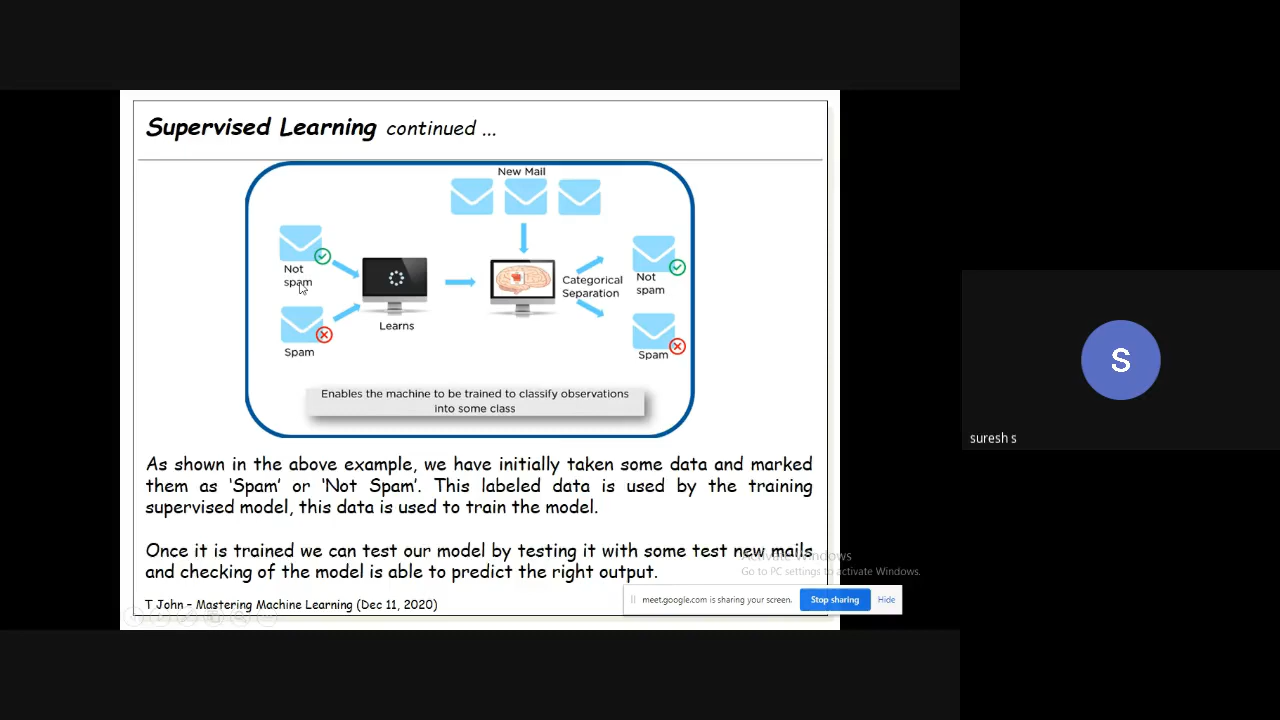 Supervised Learning continued ...
New Mail
Not
spam
Spam
Learns
Categorical
Separation
Not
spam
Spam
Enables the machine to be trained to classify observations
into some class
As shown in the above example, we have initially taken some data and marked
them as ‘Spam’ or ‘Not Spam’. This labeled data is used by the training
supervised model, this data is used to train the model.
Once it is trained we can test our model by testing it with some test new mails
and checking of the model is able to predict the right output.
T John – Mastering Machine Learning (Dec 11, 2020)
Activate Windows
Go to PC settings to activate Windows.
meet.google.com is sharing your screen.
Stop sharing
Hide
S
suresh s